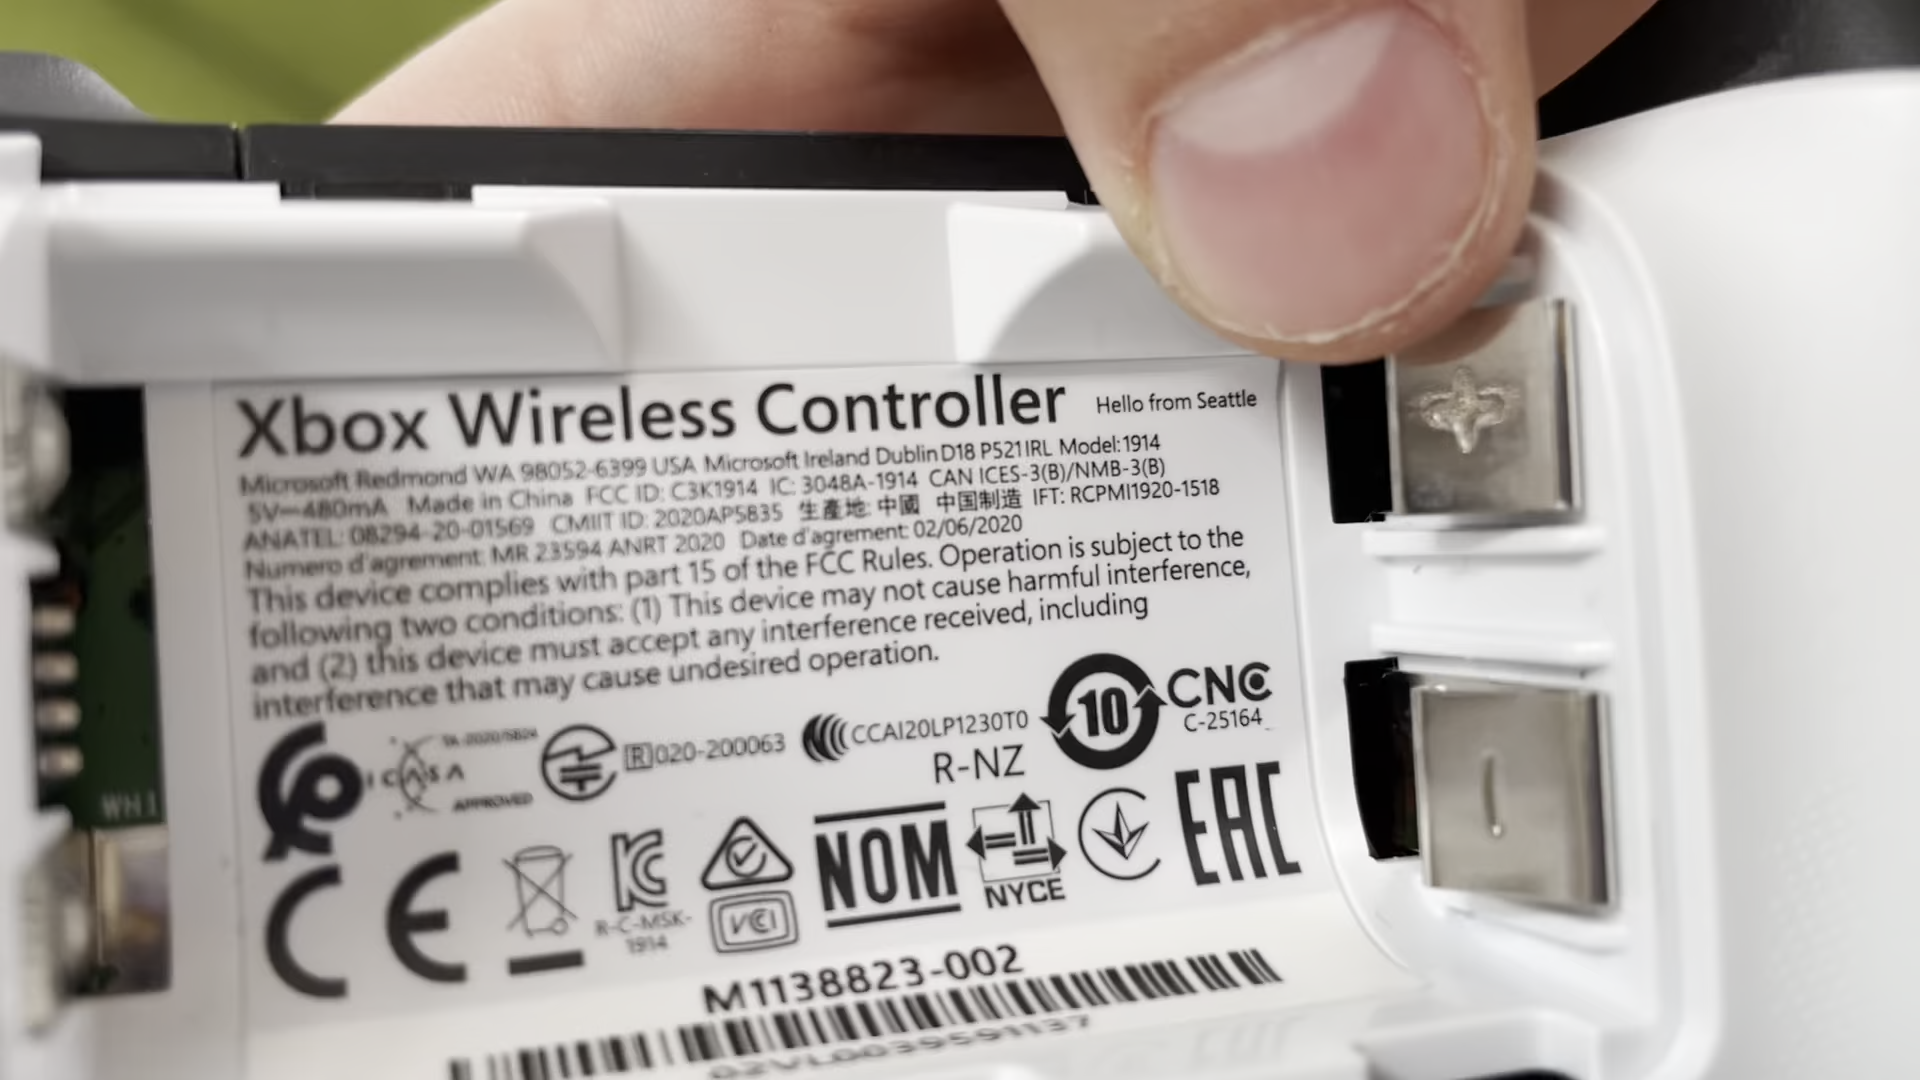 Xbox Wireless Controller Hello from Seattle
Microsoft Redmond WA 98052-6399 USA Microsoft Ireland Dublin D18 P521 IRL Model:1914
5V⎓480mA Made in China FCC ID: C3K1914 IC: 3048A-1914 CAN ICES-3(B)/NMB-3(B)
ANATEL: 08294-20-01569 CMIIT ID: 2020AP5835 生產地: 中國 中国制造 IFT: RCPMI1920-1518
Numero d'agrement: MR 23594 ANRT 2020 Date d'agrement: 02/06/2020
This device complies with part 15 of the FCC Rules. Operation is subject to the
following two conditions: (1) This device may not cause harmful interference,
and (2) this device must accept any interference received, including
interference that may cause undesired operation.
TA-2020/5824
ICASA
APPROVED
R 020-200063
CCAI20LP1230T0
R-NZ
10
CNC
C-25164
CE
R-C-MSK-
1914
VCI
NOM
NYCE
EAC
M1138823-002
WH1